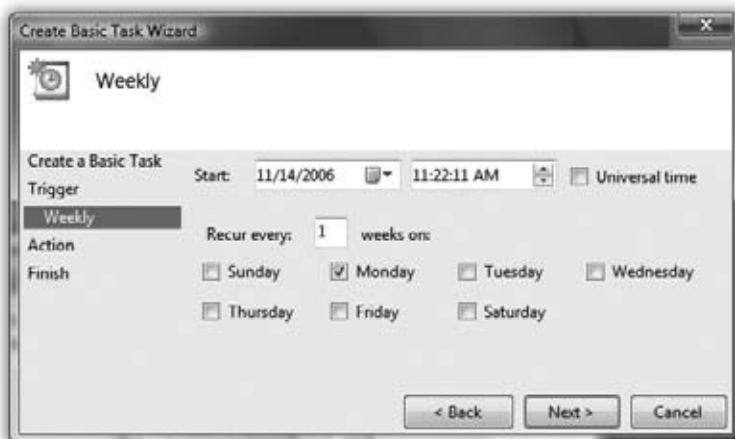 Create Basic Task Wizard
Weekly
Create a Basic Task
Trigger
Weekly
Action
Finish
Start: 11/14/2006 11:22:11 AM Universal time
Recur every: 1 weeks on:
Sunday Monday Tuesday Wednesday
Thursday Friday Saturday
< Back Next > Cancel